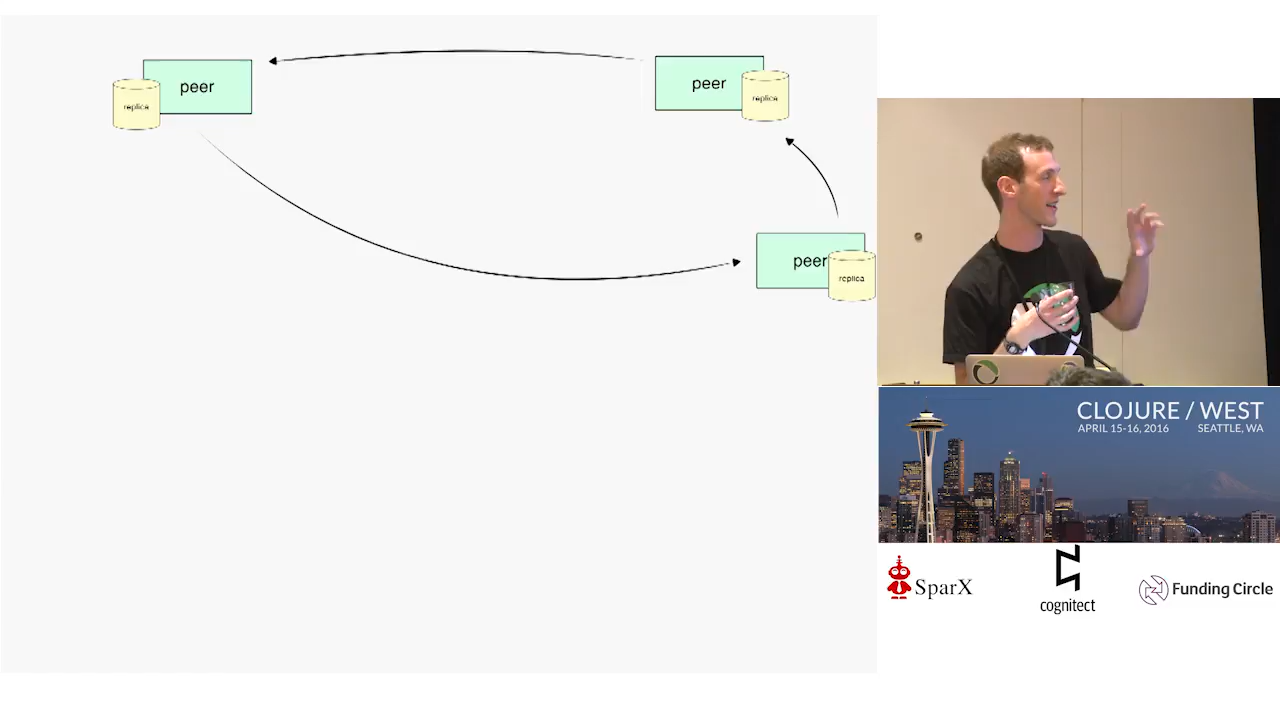 peer
replica
peer
replica
peer
replica
CLOJURE / WEST
APRIL 15-16, 2016 SEATTLE, WA
SparX
cognitect
Funding Circle